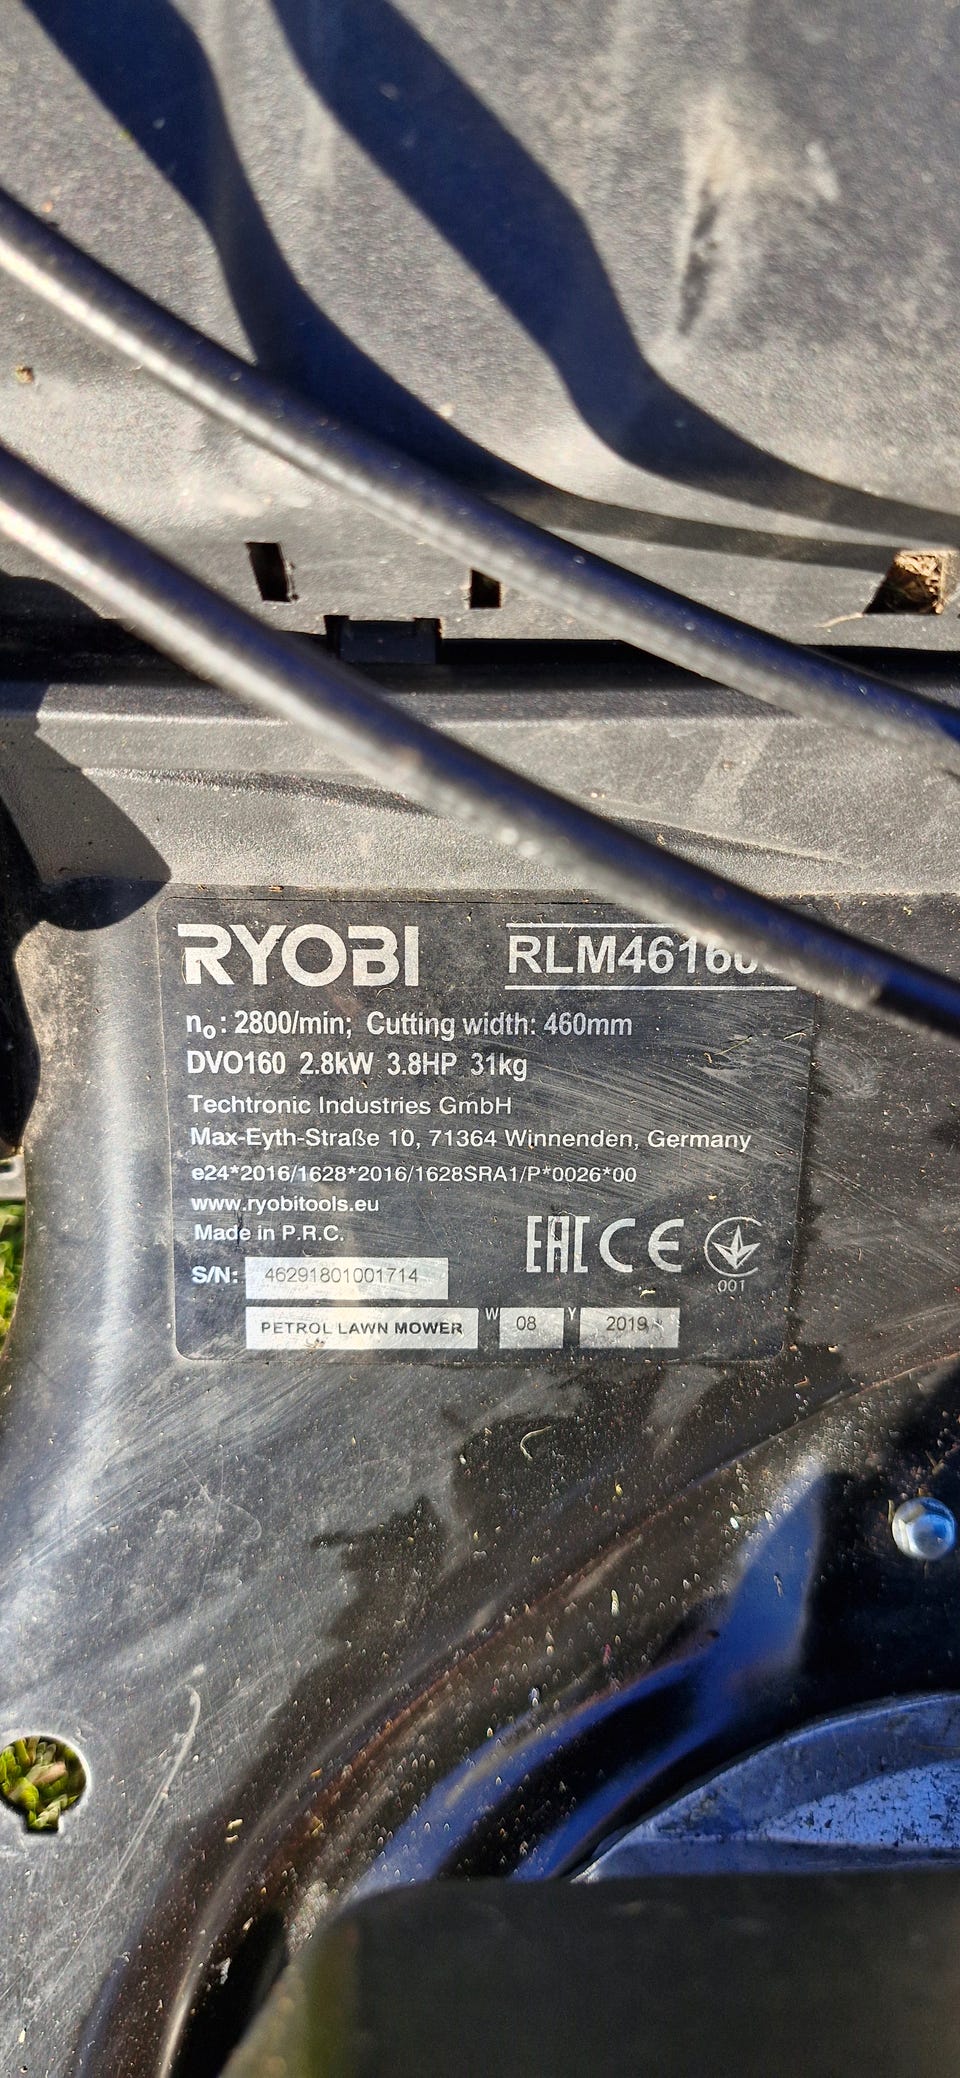 RYOBI
n₀: 2800/min; Cutting width: 460mm
DVO160 2.8kW 3.8HP 31kg
Techtronic Industries GmbH
Max-Eyth-Straße 10, 71364 Winnenden, Germany
e24*2016/1628*2016/1628SRA1/P*0026*00
www.ryobitools.eu
Made in P.R.C.
EAC CE
001
S/N: 46291801001714
PETROL LAWN MOWER W 08 Y 2019